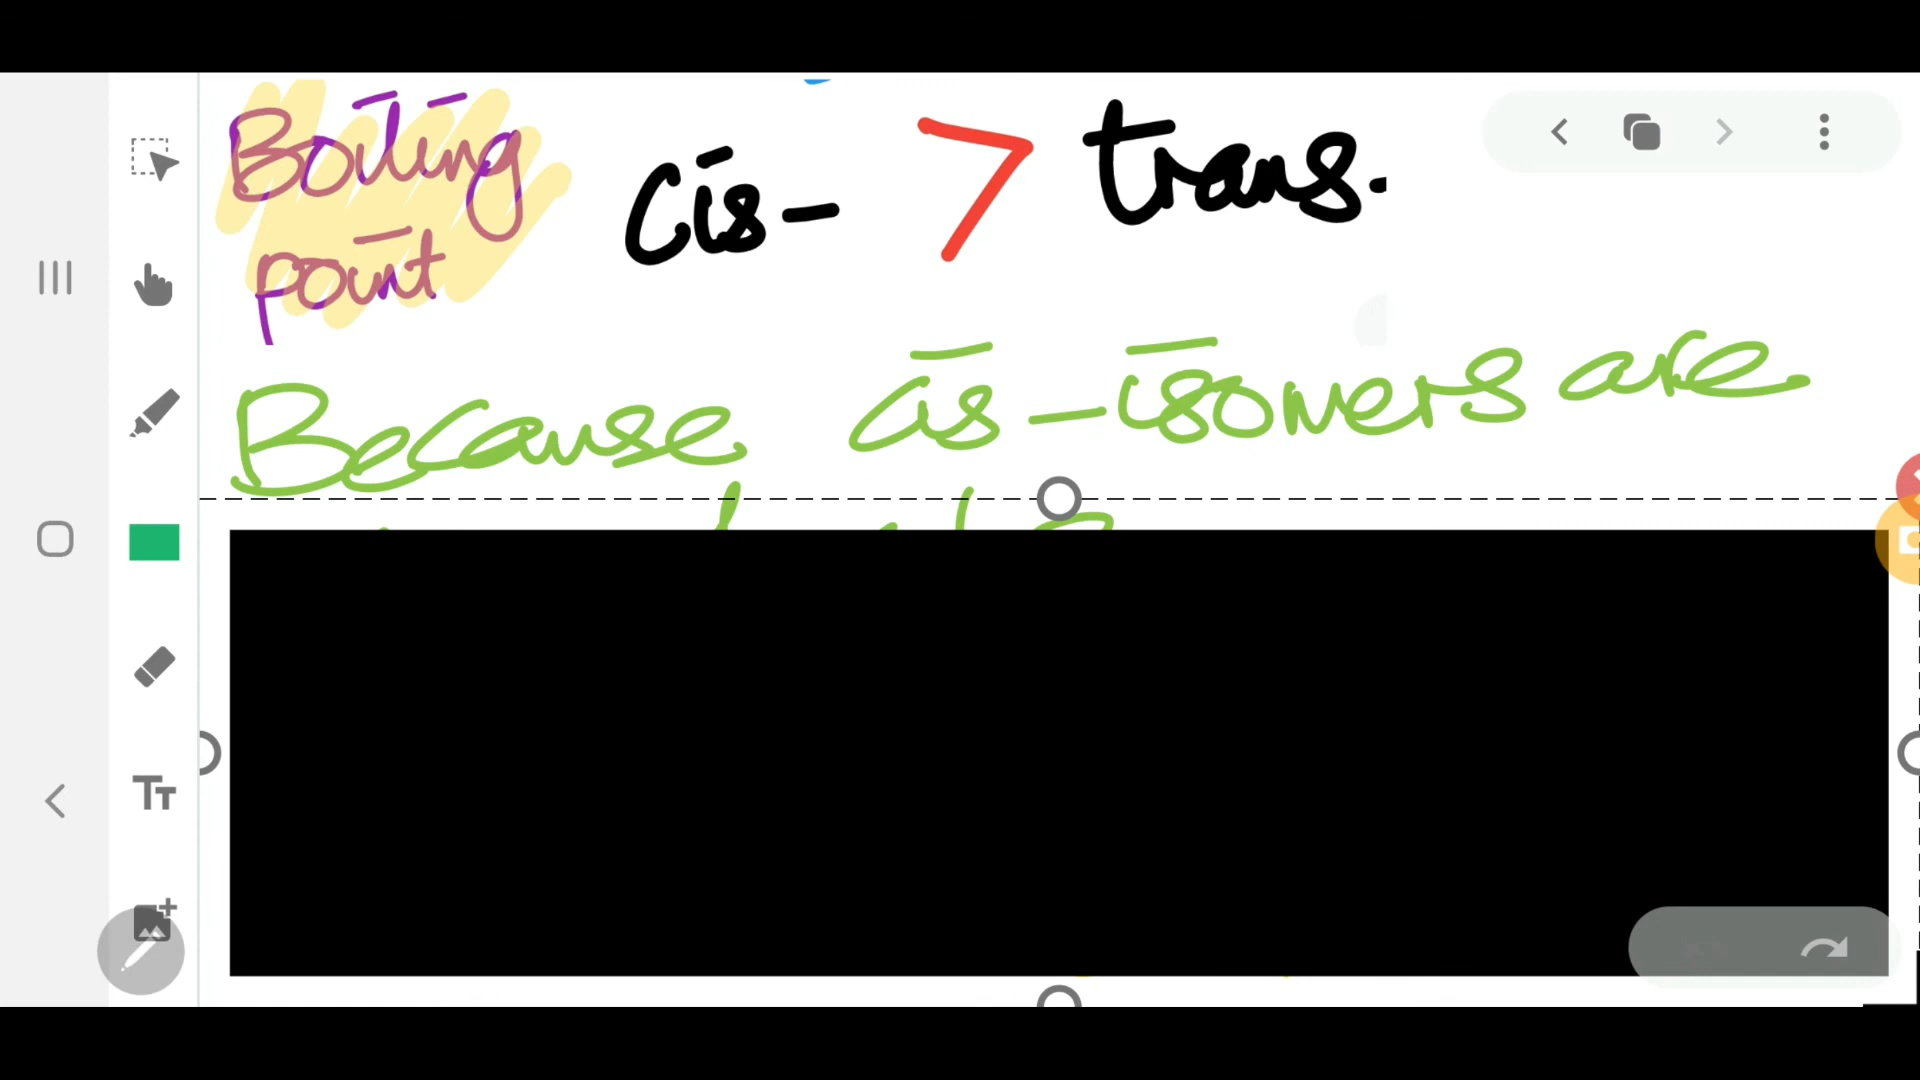 Boiling
point
cis- > trans.
Because cis-isomers are